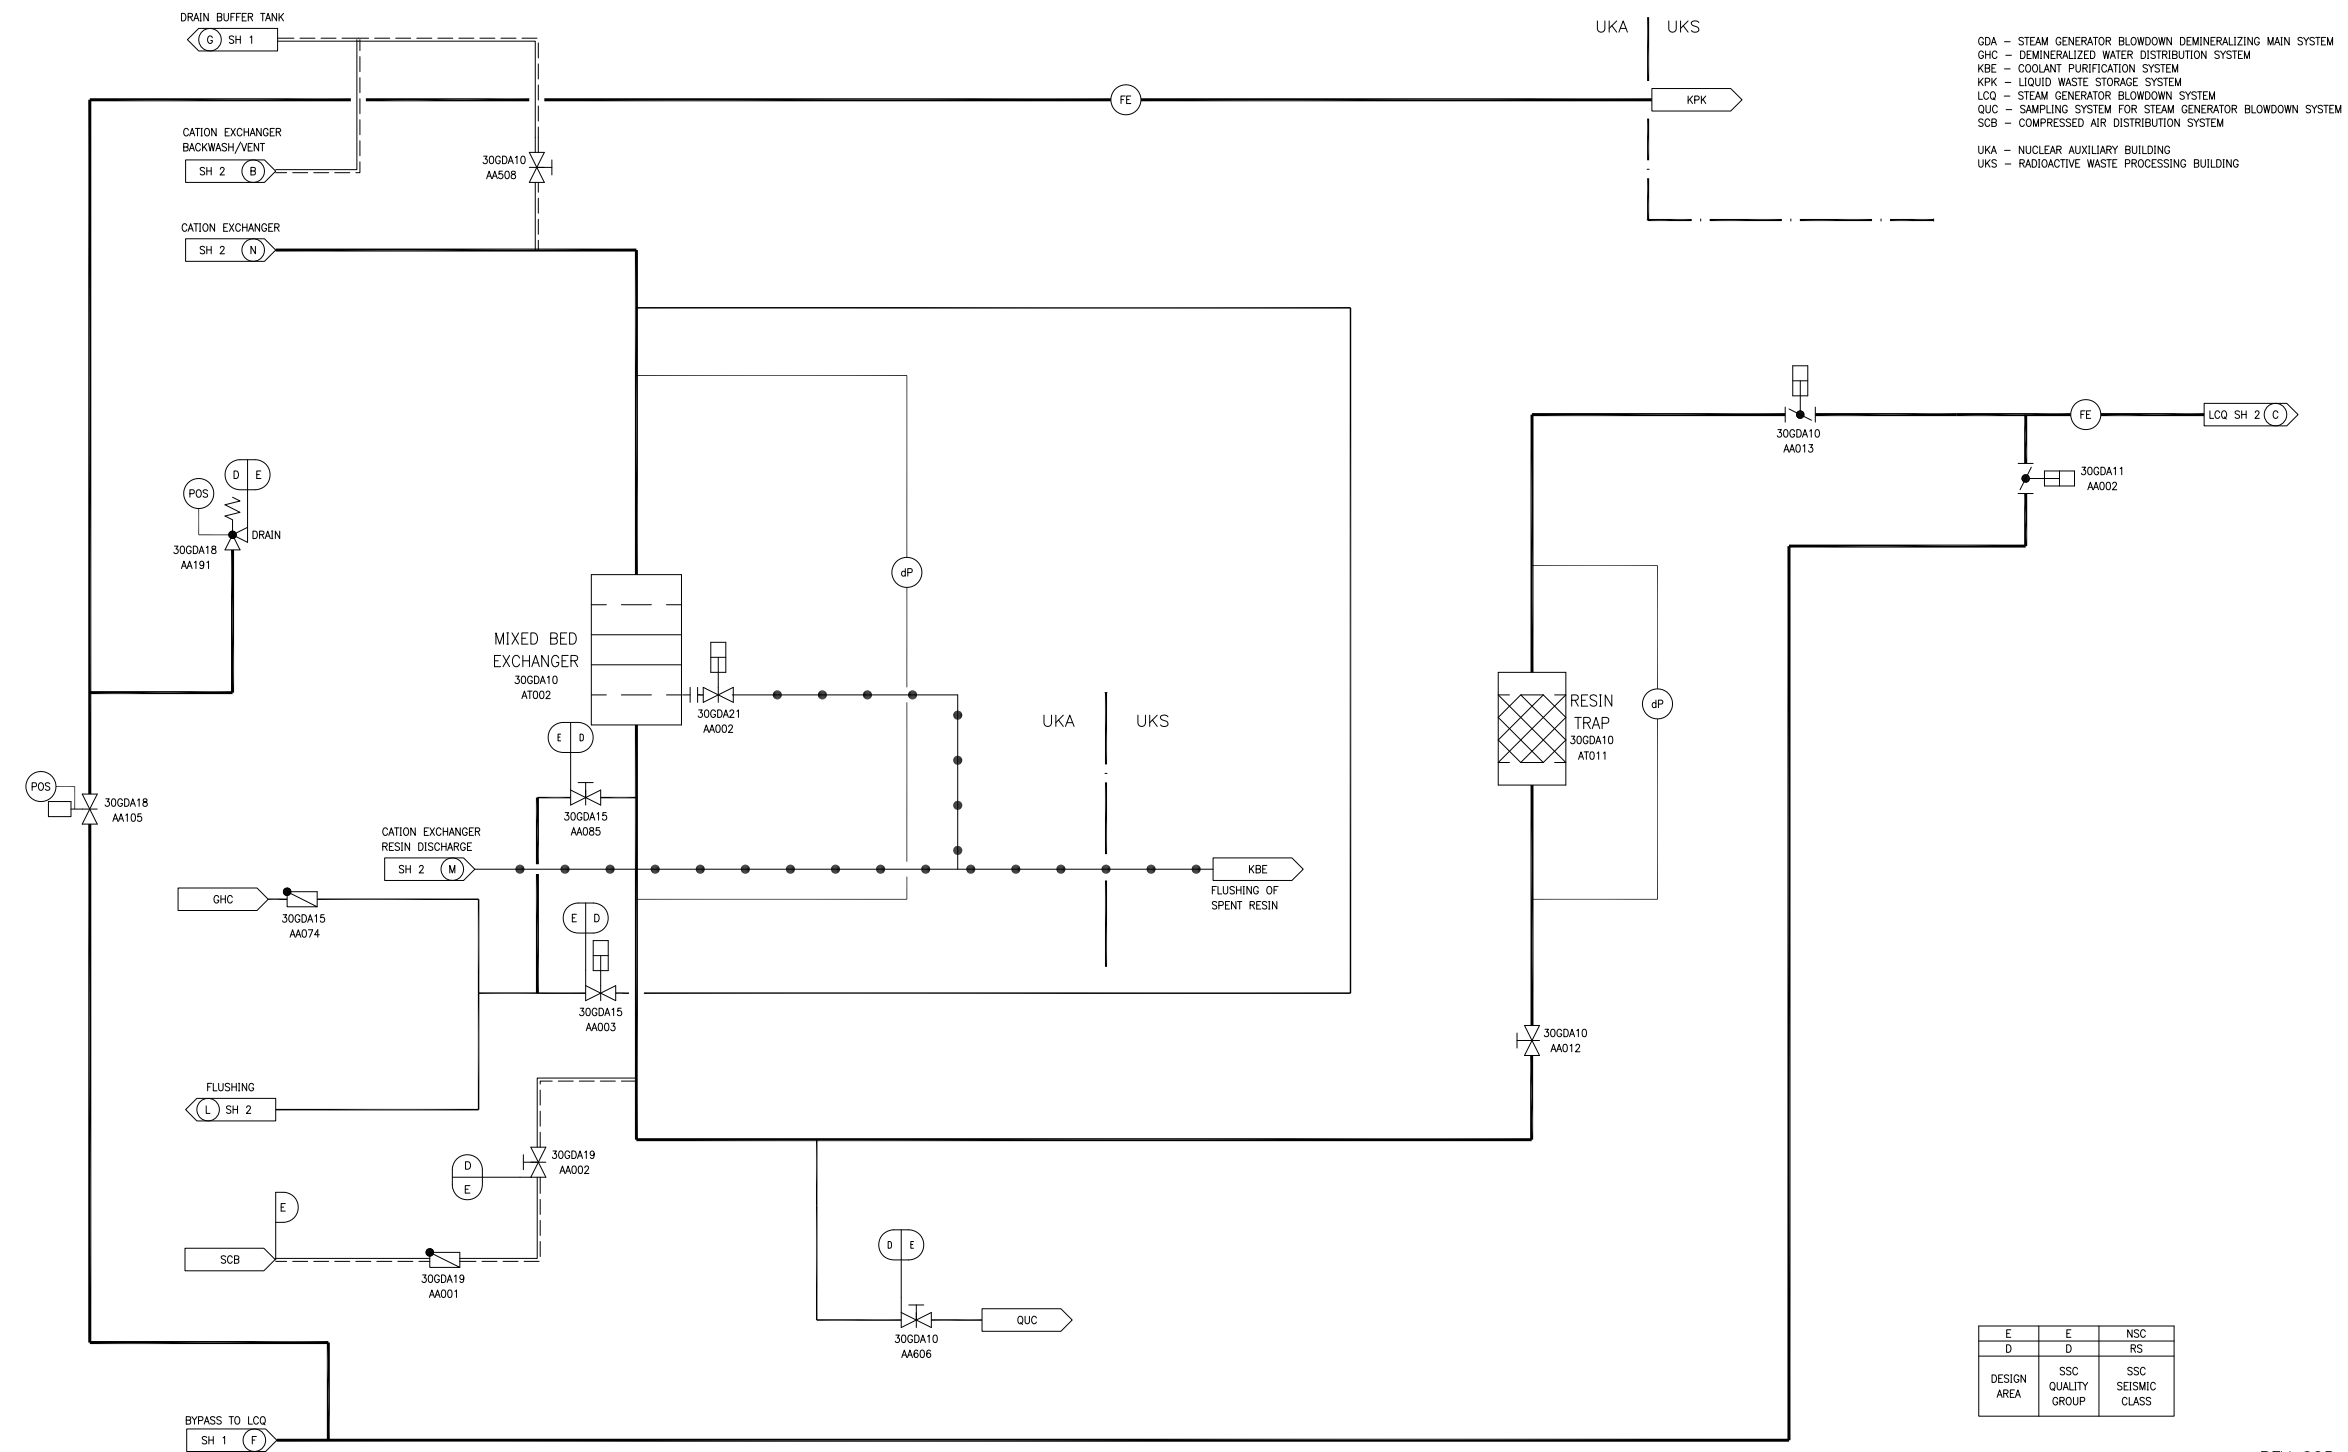 DRAIN BUFFER TANK
G SH 1
UKA UKS
GDA – STEAM GENERATOR BLOWDOWN DEMINERALIZING MAIN SYSTEM
GHC – DEMINERALIZED WATER DISTRIBUTION SYSTEM
KBE – COOLANT PURIFICATION SYSTEM
KPK – LIQUID WASTE STORAGE SYSTEM
LCQ – STEAM GENERATOR BLOWDOWN SYSTEM
QUC – SAMPLING SYSTEM FOR STEAM GENERATOR BLOWDOWN SYSTEM
SCB – COMPRESSED AIR DISTRIBUTION SYSTEM
UKA – NUCLEAR AUXILIARY BUILDING
UKS – RADIOACTIVE WASTE PROCESSING BUILDING
FE
KPK
CATION EXCHANGER
BACKWASH/VENT
SH 2 B
30GDA10
AA508
CATION EXCHANGER
SH 2 N
30GDA10
AA013
FE
LCQ SH 2 C
30GDA11
AA002
D E
POS
DRAIN
30GDA18
AA191
dP
MIXED BED
EXCHANGER
30GDA10
AT002
30GDA21
AA002
UKA UKS
RESIN
TRAP
30GDA10
AT011
dP
E D
POS
30GDA18
AA105
30GDA15
AA085
CATION EXCHANGER
RESIN DISCHARGE
SH 2 M
KBE
FLUSHING OF
SPENT RESIN
GHC
30GDA15
AA074
E D
30GDA15
AA003
30GDA10
AA012
FLUSHING
L SH 2
30GDA19
AA002
D
E
E
SCB
30GDA19
AA001
D E
QUC
30GDA10
AA606
E E NSC
D D RS
DESIGN
AREA
SSC
QUALITY
GROUP
SSC
SEISMIC
CLASS
BYPASS TO LCQ
SH 1 F